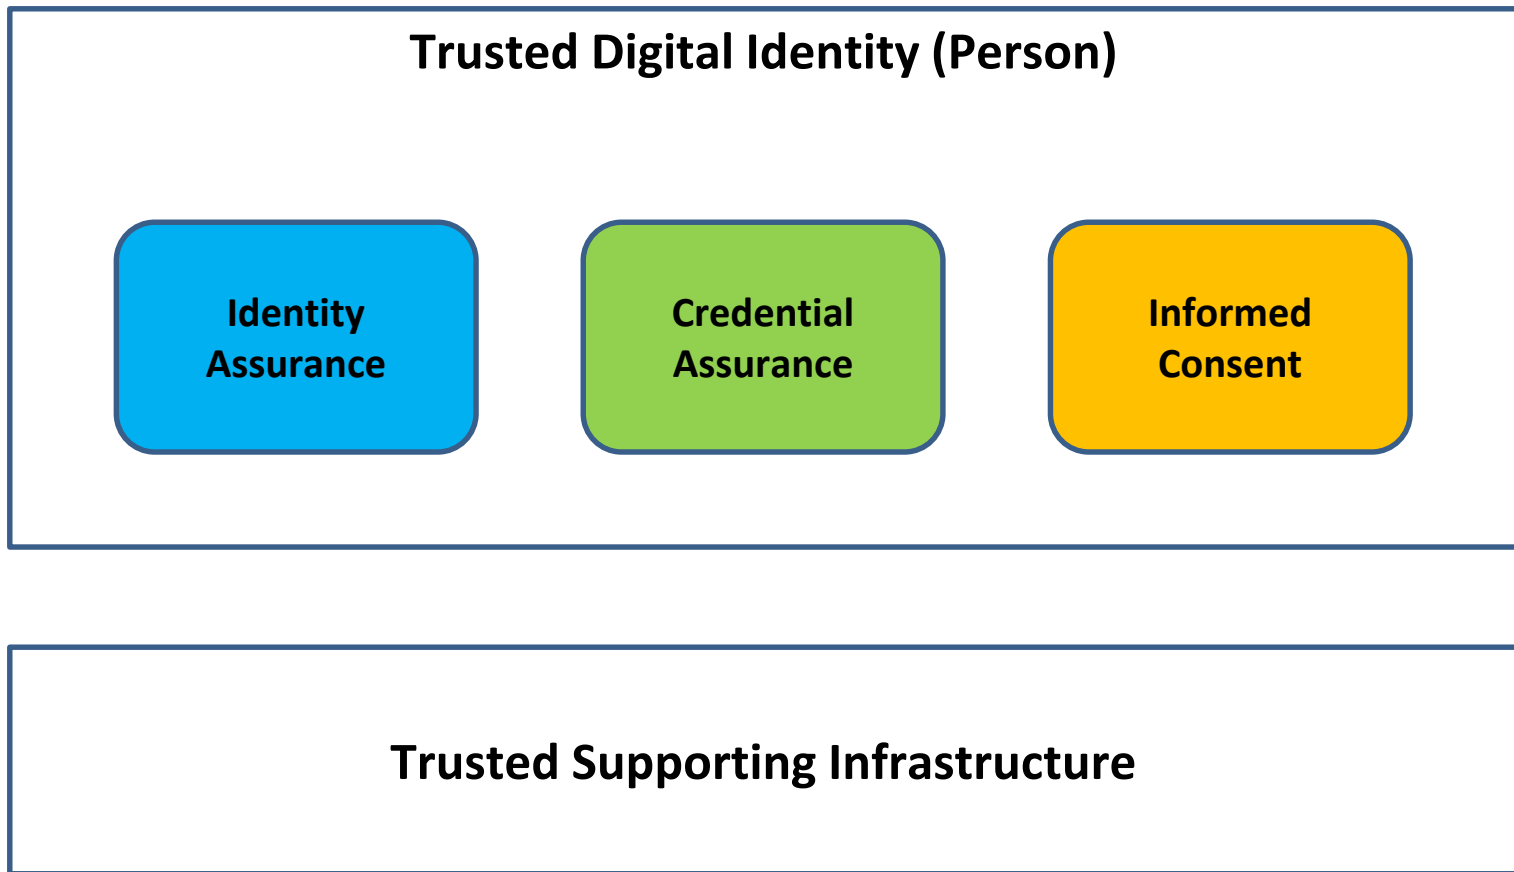 Trusted Digital Identity (Person)
Identity
Assurance
Credential
Assurance
Informed
Consent
Trusted Supporting Infrastructure